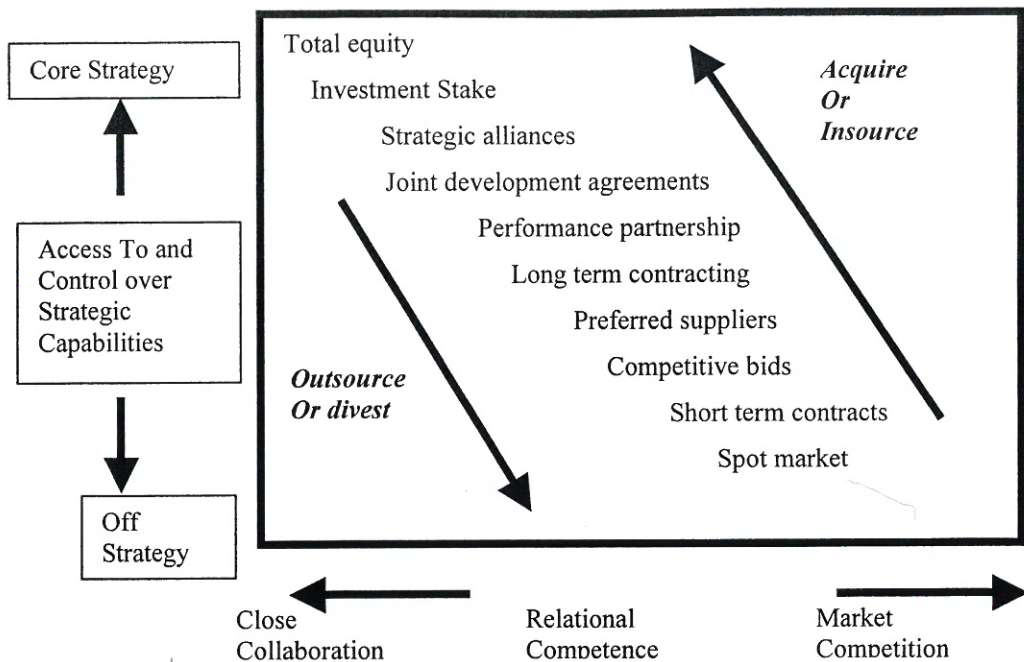 Core Strategy
Access To and
Control over
Strategic
Capabilities
Off
Strategy
Total equity
Investment Stake
Strategic alliances
Joint development agreements
Performance partnership
Long term contracting
Preferred suppliers
Competitive bids
Short term contracts
Spot market
Acquire
Or
Insource
Outsource
Or divest
Close
Collaboration
Relational
Competence
Market
Competition